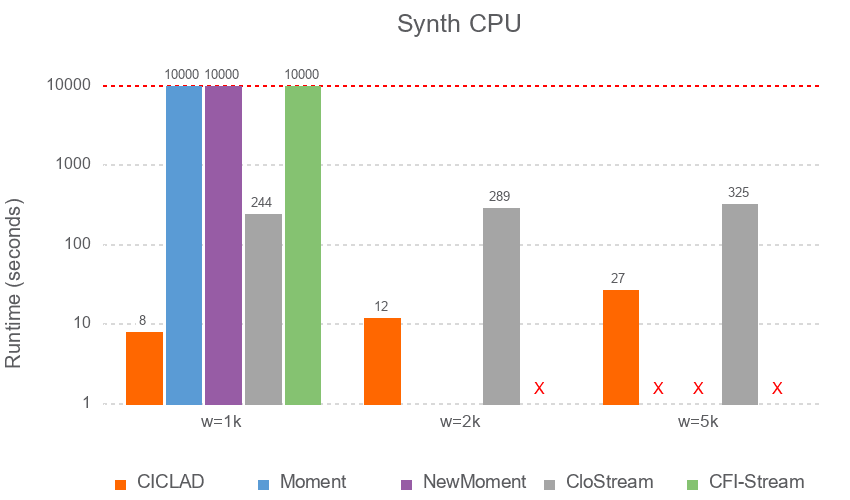 Synth CPU
10000 10000 10000
10000
1000
244 289 325
100
8 12 27
10
X X X X
1
w=1k w=2k w=5k
Runtime (seconds)
CICLAD Moment NewMoment CloStream CFI-Stream